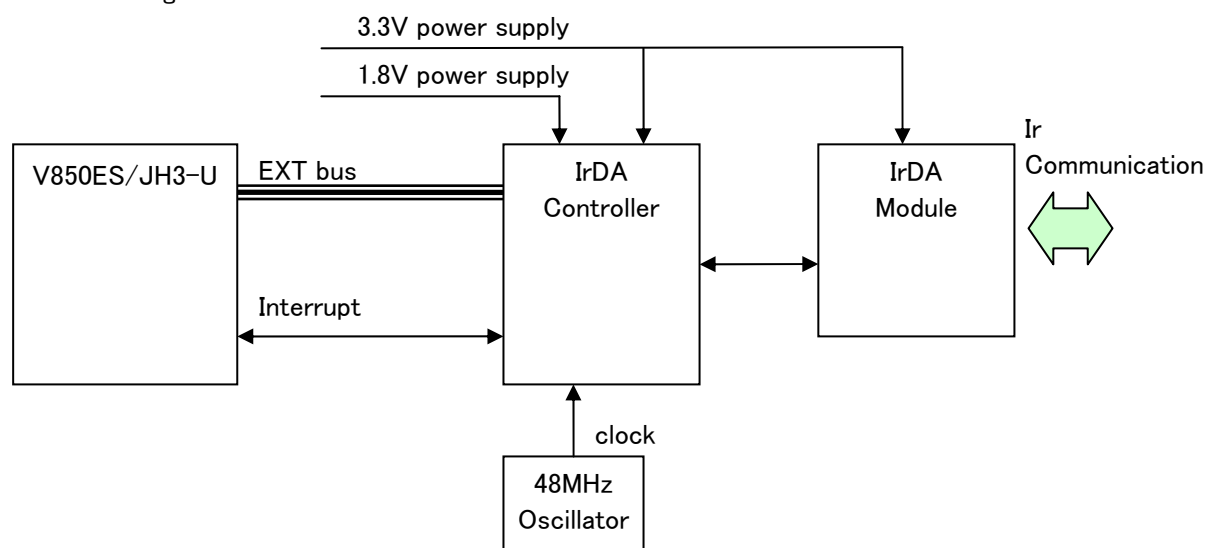 3.3V power supply
1.8V power supply
V850ES/JH3-U
EXT bus
Interrupt
IrDA
Controller
IrDA
Module
Ir
Communication
clock
48MHz
Oscillator